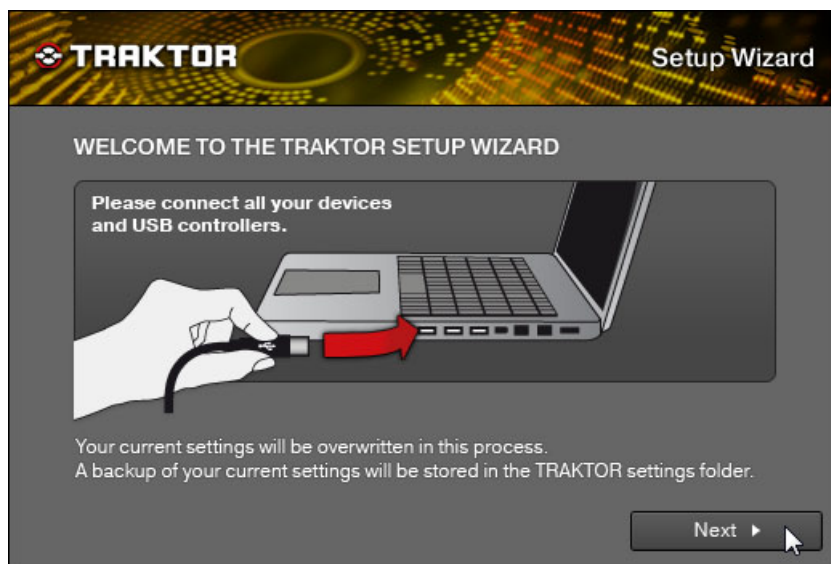 TRAKTOR
Setup Wizard
WELCOME TO THE TRAKTOR SETUP WIZARD
Please connect all your devices
and USB controllers.
Your current settings will be overwritten in this process.
A backup of your current settings will be stored in the TRAKTOR settings folder.
Next